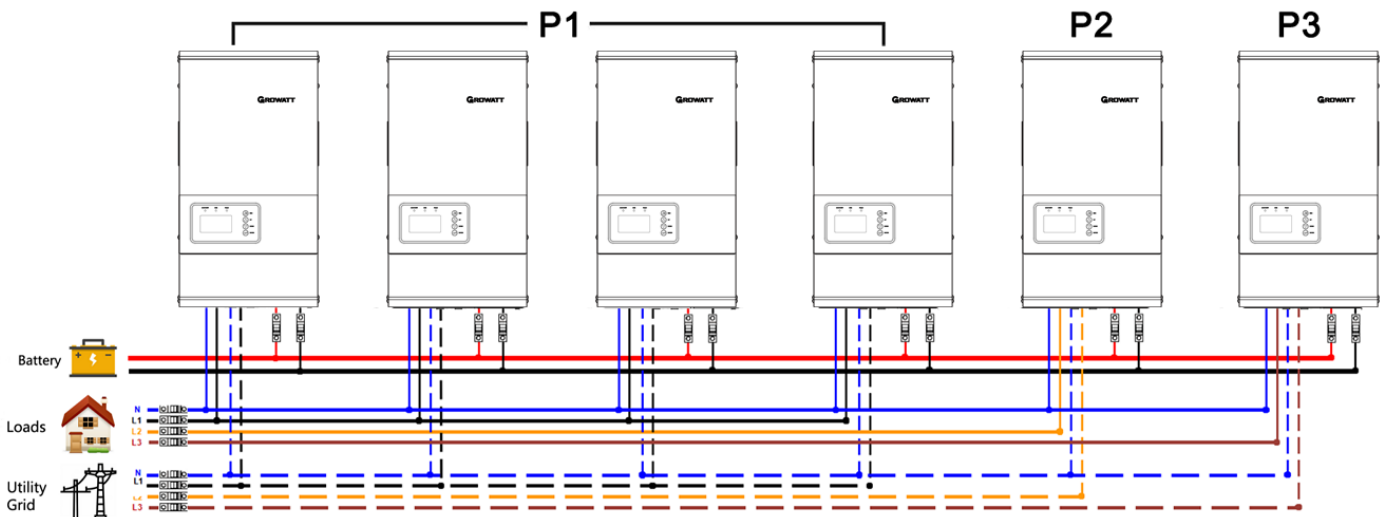 P1 P2 P3
GROWATT GROWATT GROWATT GROWATT GROWATT GROWATT
Battery
N
L1
Loads
L2
L3
N
L1
Utility
L2
Grid
L3